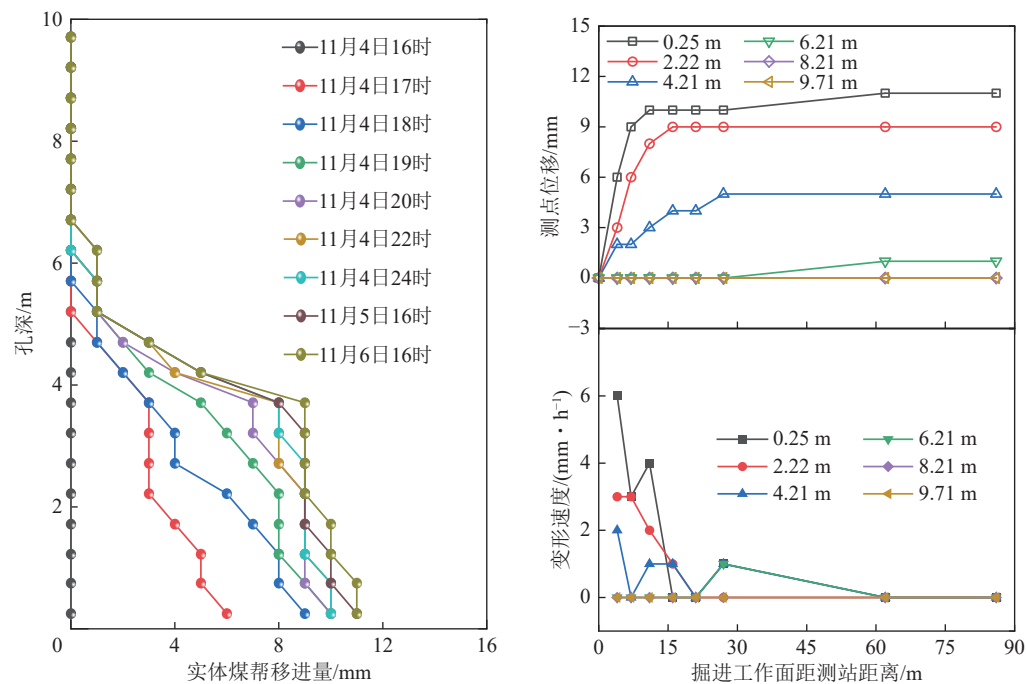 10
8
6
4
2
孔深/m
11月4日16时
11月4日17时
11月4日18时
11月4日19时
11月4日20时
11月4日22时
11月4日24时
11月5日16时
11月6日16时
0
4
8
12
16
实体煤帮移进量/mm
15
12
9
6
3
0
−3
测点位移/mm
0.25 m
2.22 m
4.21 m
6.21 m
8.21 m
9.71 m
6
4
2
0
变形速度/(mm·h⁻¹)
0.25 m
2.22 m
4.21 m
6.21 m
8.21 m
9.71 m
0
15
30
45
60
75
90
掘进工作面距测站距离/m